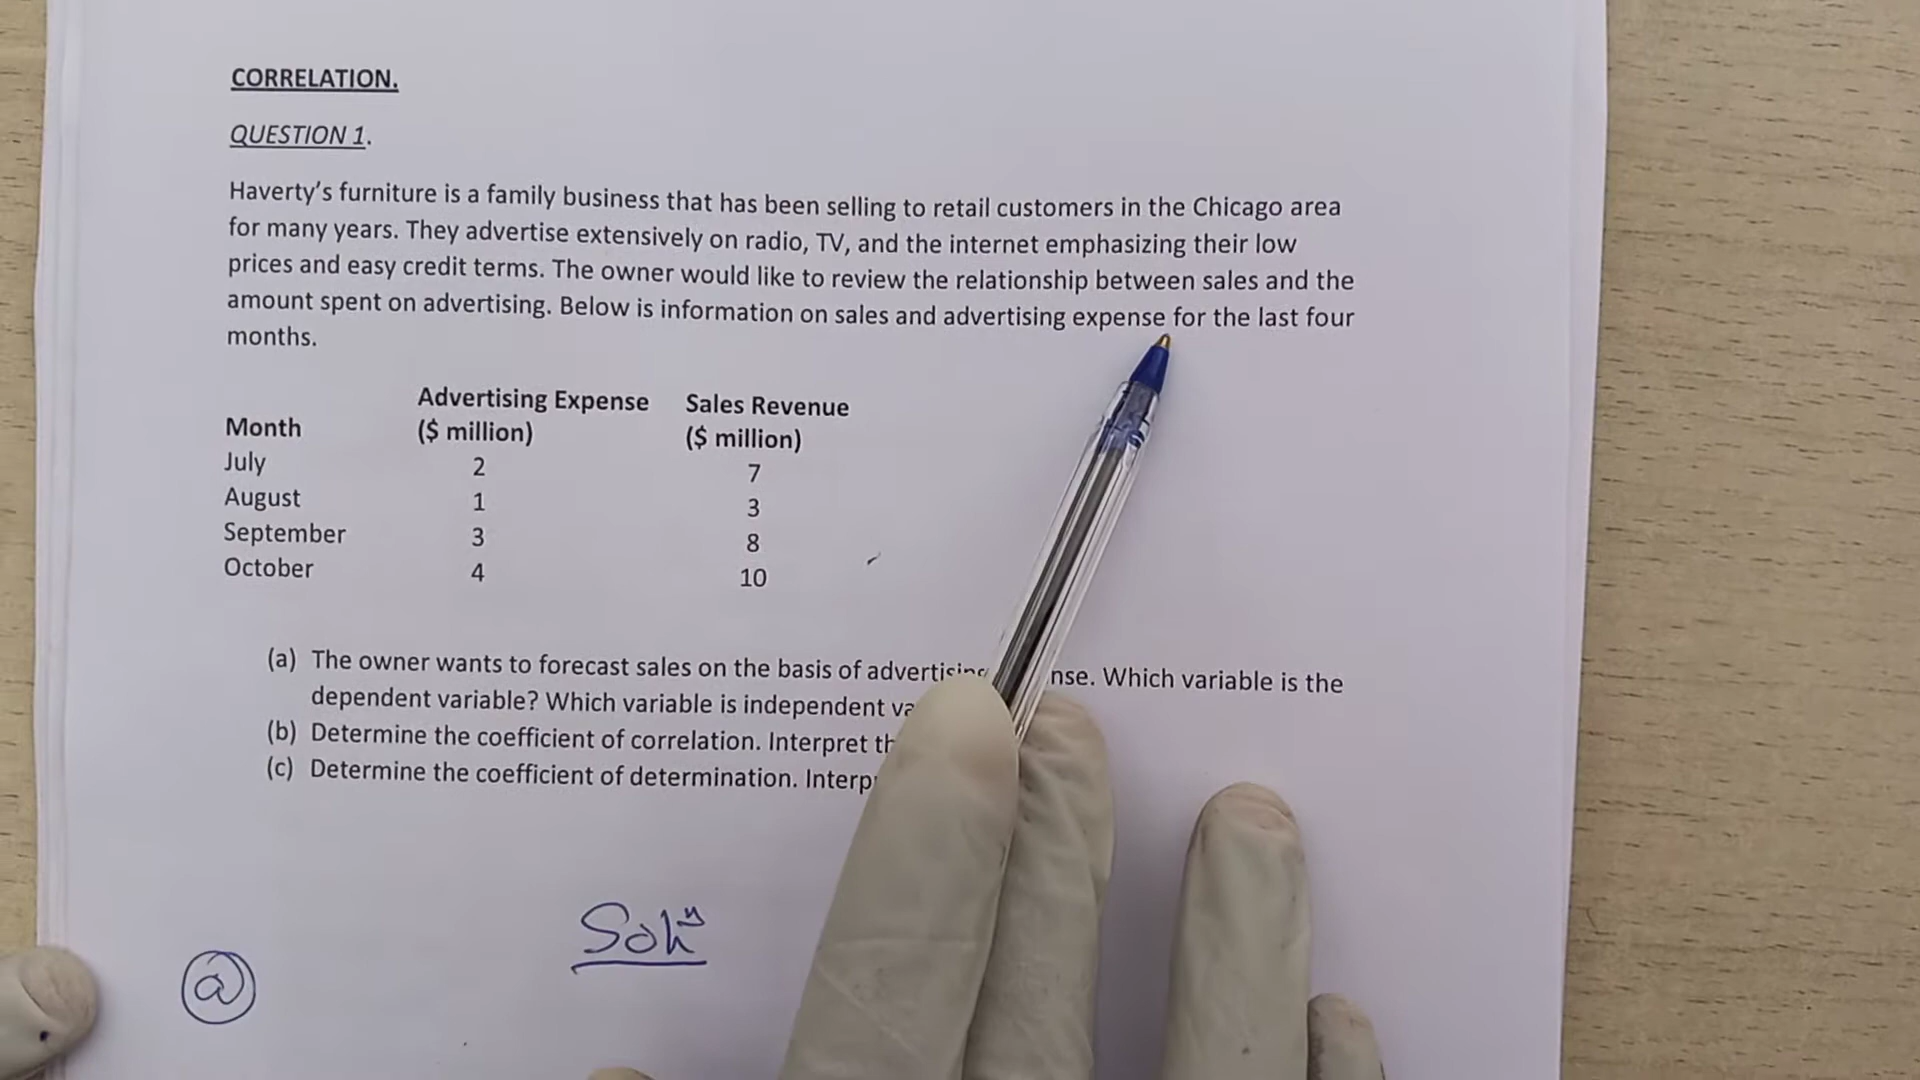 CORRELATION.
QUESTION 1.
Haverty's furniture is a family business that has been selling to retail customers in the Chicago area
for many years. They advertise extensively on radio, TV, and the internet emphasizing their low
prices and easy credit terms. The owner would like to review the relationship between sales and the
amount spent on advertising. Below is information on sales and advertising expense for the last four
months.
Advertising Expense Sales Revenue
Month ($ million) ($ million)
July 2 7
August 1 3
September 3 8
October 4 10
(a) The owner wants to forecast sales on the basis of advertising nse. Which variable is the
dependent variable? Which variable is independent va
(b) Determine the coefficient of correlation. Interpret th
(c) Determine the coefficient of determination. Interp
Soln
(a)